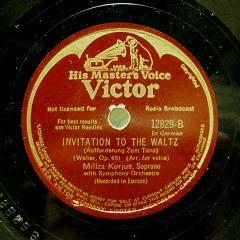 His Master's Voice
Victor
Not licensed for Radio Broadcast
For best results use Victor Needles
12829-B
In German
INVITATION TO THE WALTZ
(Aufforderung Zum Tanz)
(Weber, Op. 65) (Arr. for voice)
Miliza Korjus, Soprano
with Symphony Orchestra
(Recorded in Europe)